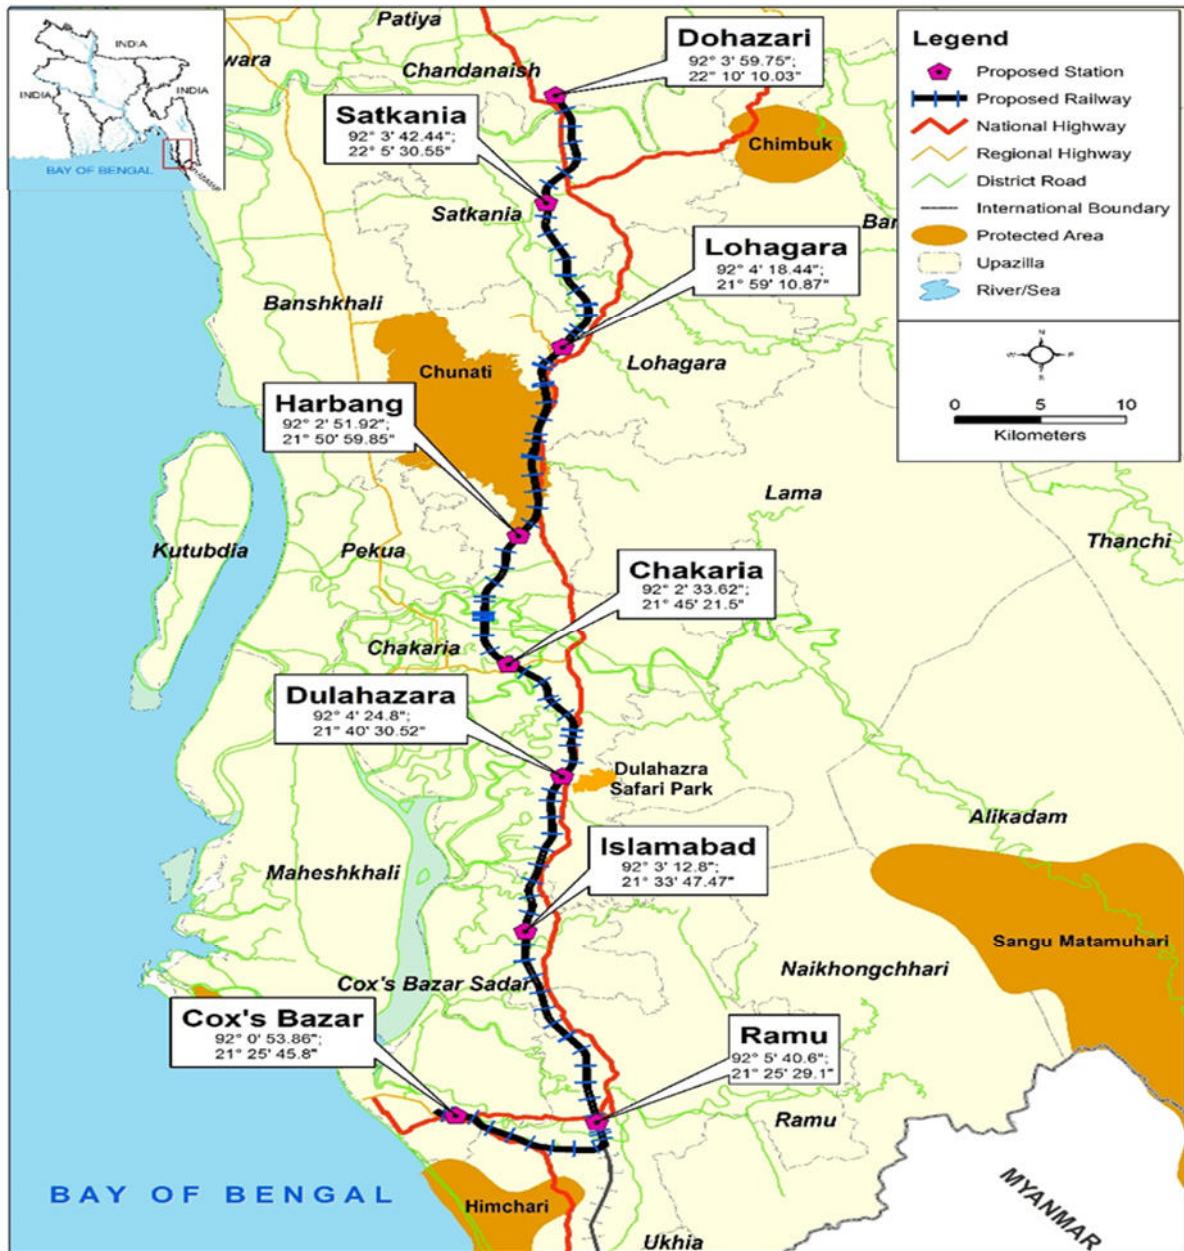 INDIA
INDIA
INDIA
BAY OF BENGAL
MYANMAR
Patiya
wara
Chandanaish
Dohazari
92° 3' 59.75";
22° 10' 10.03"
Satkania
92° 3' 42.44";
22° 5' 30.55"
Chimbuk
Satkania
Ban
Lohagara
92° 4' 18.44";
21° 59' 10.87"
Banshkhali
Chunati
Lohagara
Harbang
92° 2' 51.92";
21° 50' 59.85"
Lama
Thanchi
Kutubdia
Pekua
Chakaria
92° 2' 33.62";
21° 45' 21.5"
Chakaria
Dulahazara
92° 4' 24.8";
21° 40' 30.52"
Dulahazra
Safari Park
Alikadam
Islamabad
92° 3' 12.8";
21° 33' 47.47"
Maheshkhali
Sangu Matamuhari
Naikhongchhari
Cox's Bazar Sadar
Cox's Bazar
92° 0' 53.86";
21° 25' 45.8"
Ramu
92° 5' 40.6";
21° 25' 29.1"
Ramu
BAY OF BENGAL
Himchari
MYANMAR
Ukhia
Legend
Proposed Station
Proposed Railway
National Highway
Regional Highway
District Road
International Boundary
Protected Area
Upazilla
River/Sea
N
W
E
S
0 5 10
Kilometers